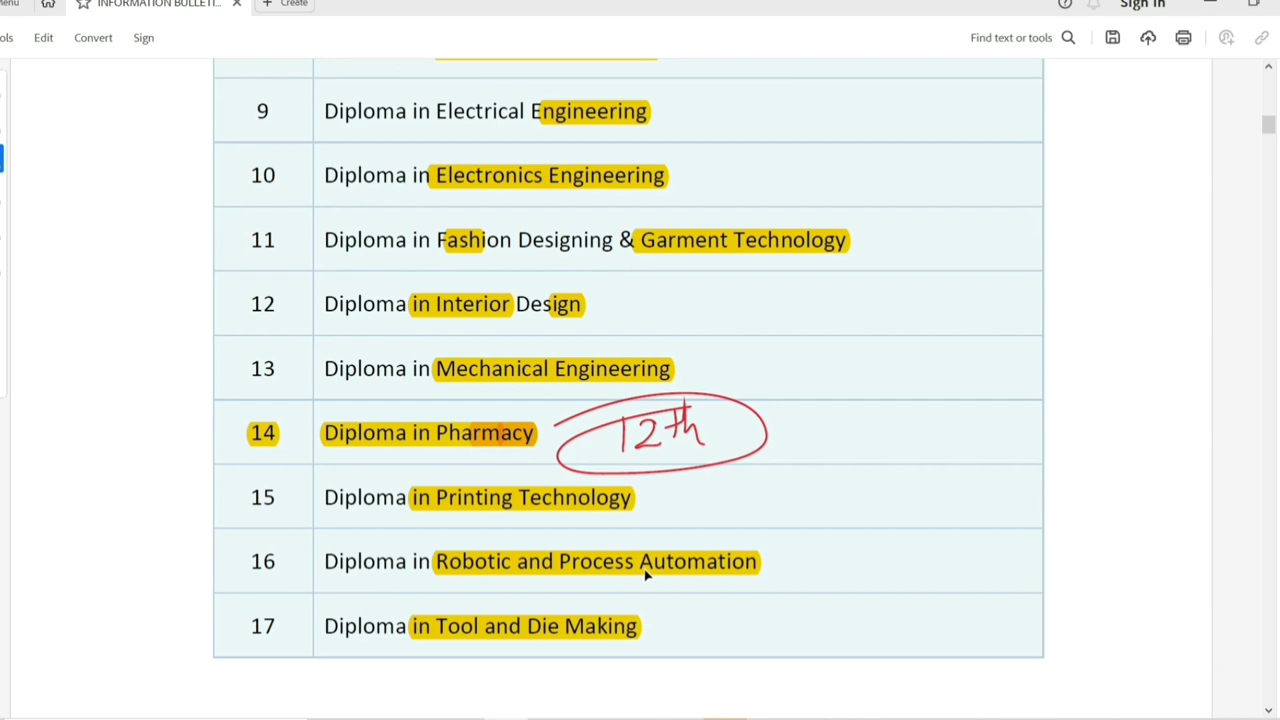 Menu
INFORMATION BULLETI...
Create
Sign in
Edit
Convert
Sign
Find text or tools
9 Diploma in Electrical Engineering
10 Diploma in Electronics Engineering
11 Diploma in Fashion Designing & Garment Technology
12 Diploma in Interior Design
13 Diploma in Mechanical Engineering
14 Diploma in Pharmacy 12th
15 Diploma in Printing Technology
16 Diploma in Robotic and Process Automation
17 Diploma in Tool and Die Making